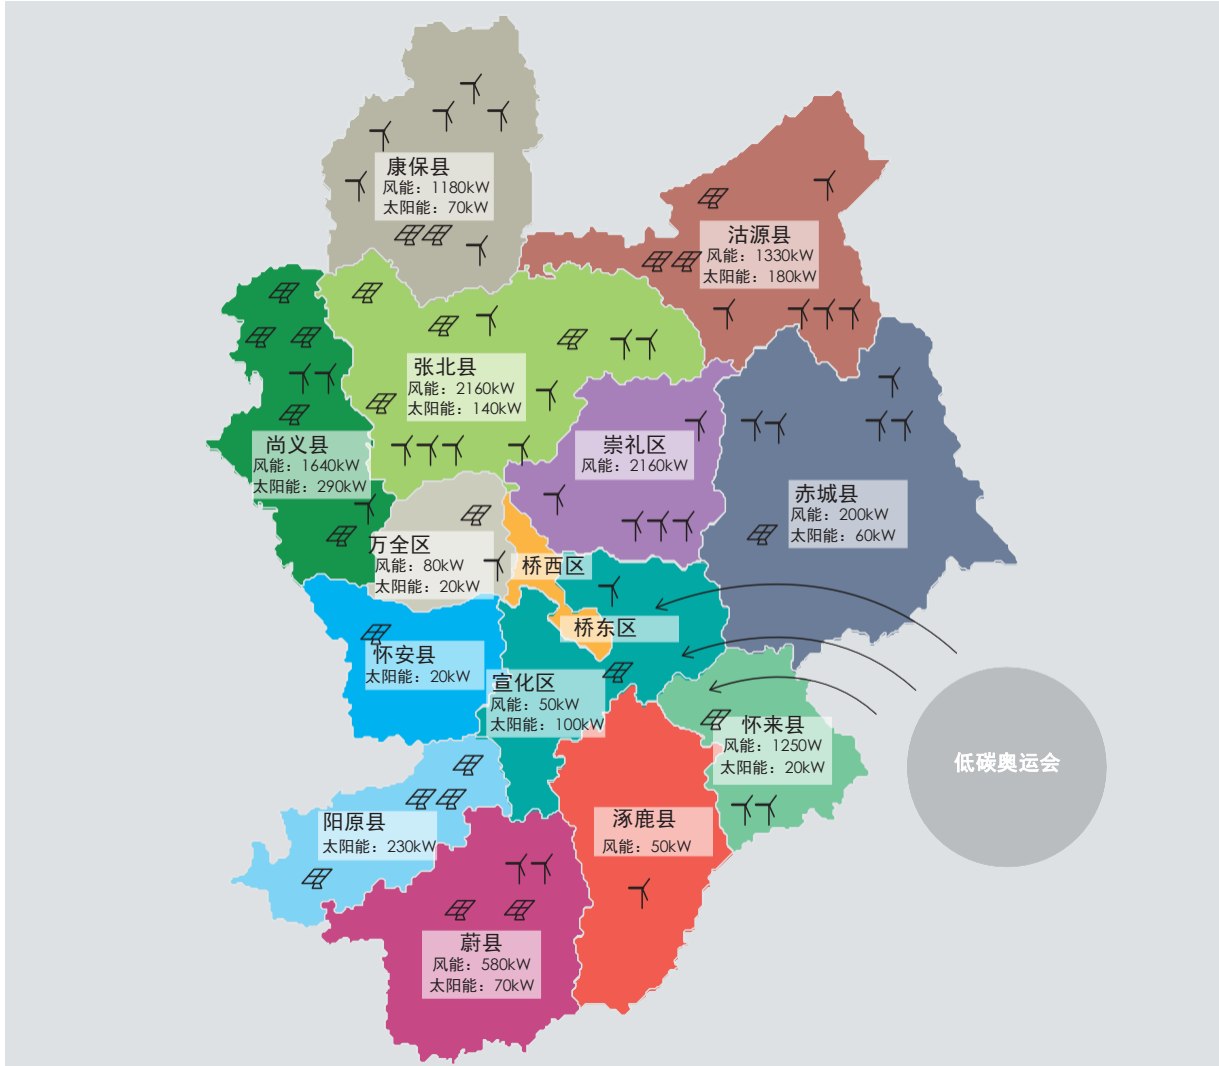 康保县
风能：1180kW
太阳能：70kW
沽源县
风能：1330kW
太阳能：180kW
张北县
风能：2160kW
太阳能：140kW
尚义县
风能：1640kW
太阳能：290kW
崇礼区
风能：2160kW
赤城县
风能：200kW
太阳能：60kW
万全区
风能：80kW
太阳能：20kW
桥西区
桥东区
怀安县
太阳能：20kW
宣化区
风能：50kW
太阳能：100kW
怀来县
风能：1250W
太阳能：20kW
低碳奥运会
阳原县
太阳能：230kW
涿鹿县
风能：50kW
蔚县
风能：580kW
太阳能：70kW